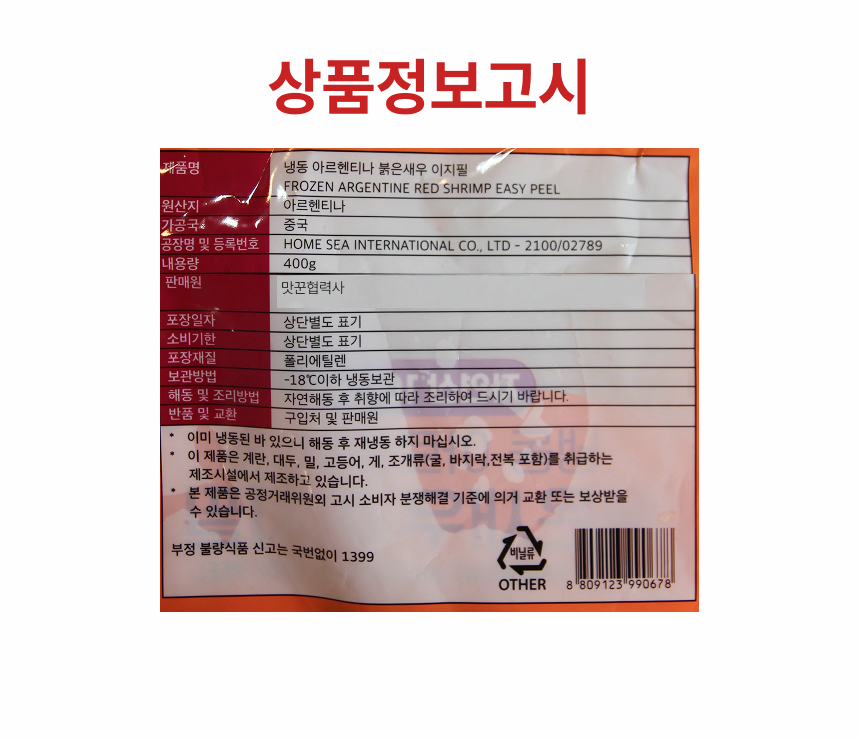 상품정보고시
제품명 냉동 아르헨티나 붉은새우 이지필
FROZEN ARGENTINE RED SHRIMP EASY PEEL
원산지 아르헨티나
가공국 중국
공장명 및 등록번호 HOME SEA INTERNATIONAL CO., LTD - 2100/02789
내용량 400g
판매원 맛꾼협력사
포장일자 상단별도 표기
소비기한 상단별도 표기
포장재질 폴리에틸렌
보관방법 -18℃이하 냉동보관
해동 및 조리방법 자연해동 후 취향에 따라 조리하여 드시기 바랍니다.
반품 및 교환 구입처 및 판매원
* 이미 냉동된 바 있으니 해동 후 재냉동 하지 마십시오.
* 이 제품은 계란, 대두, 밀, 고등어, 게, 조개류(굴, 바지락,전복 포함)를 취급하는
제조시설에서 제조하고 있습니다.
* 본 제품은 공정거래위원회 고시 소비자 분쟁해결 기준에 의거 교환 또는 보상받을
수 있습니다.
부정 불량식품 신고는 국번없이 1399
비닐류
OTHER
8 809123 990678